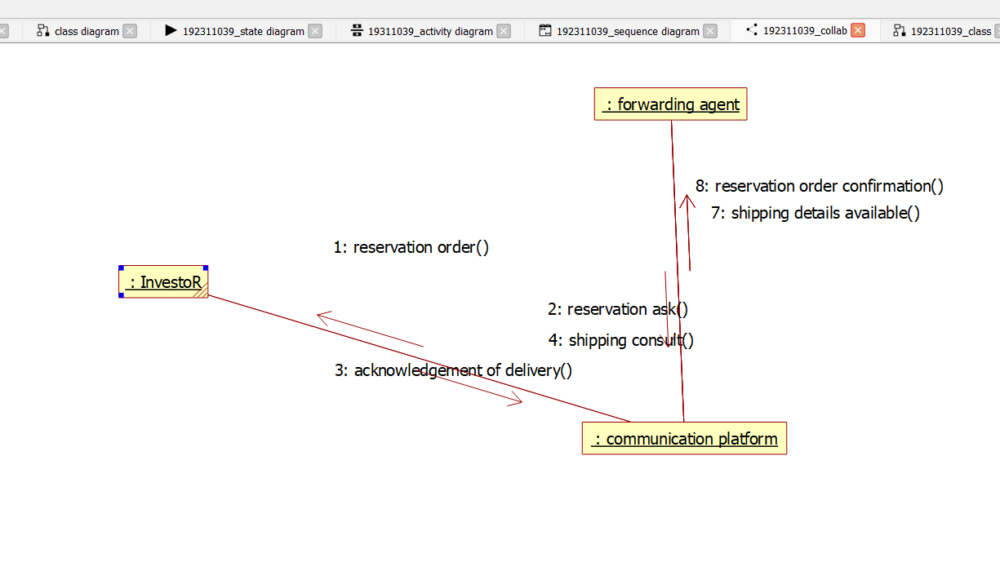 class diagram
192311039_state diagram
19311039_activity diagram
192311039_sequence diagram
192311039_collab
192311039_class
: forwarding agent
8: reservation order confirmation()
7: shipping details available()
1: reservation order()
: InvestoR
2: reservation ask()
4: shipping consult()
3: acknowledgement of delivery()
: communication platform